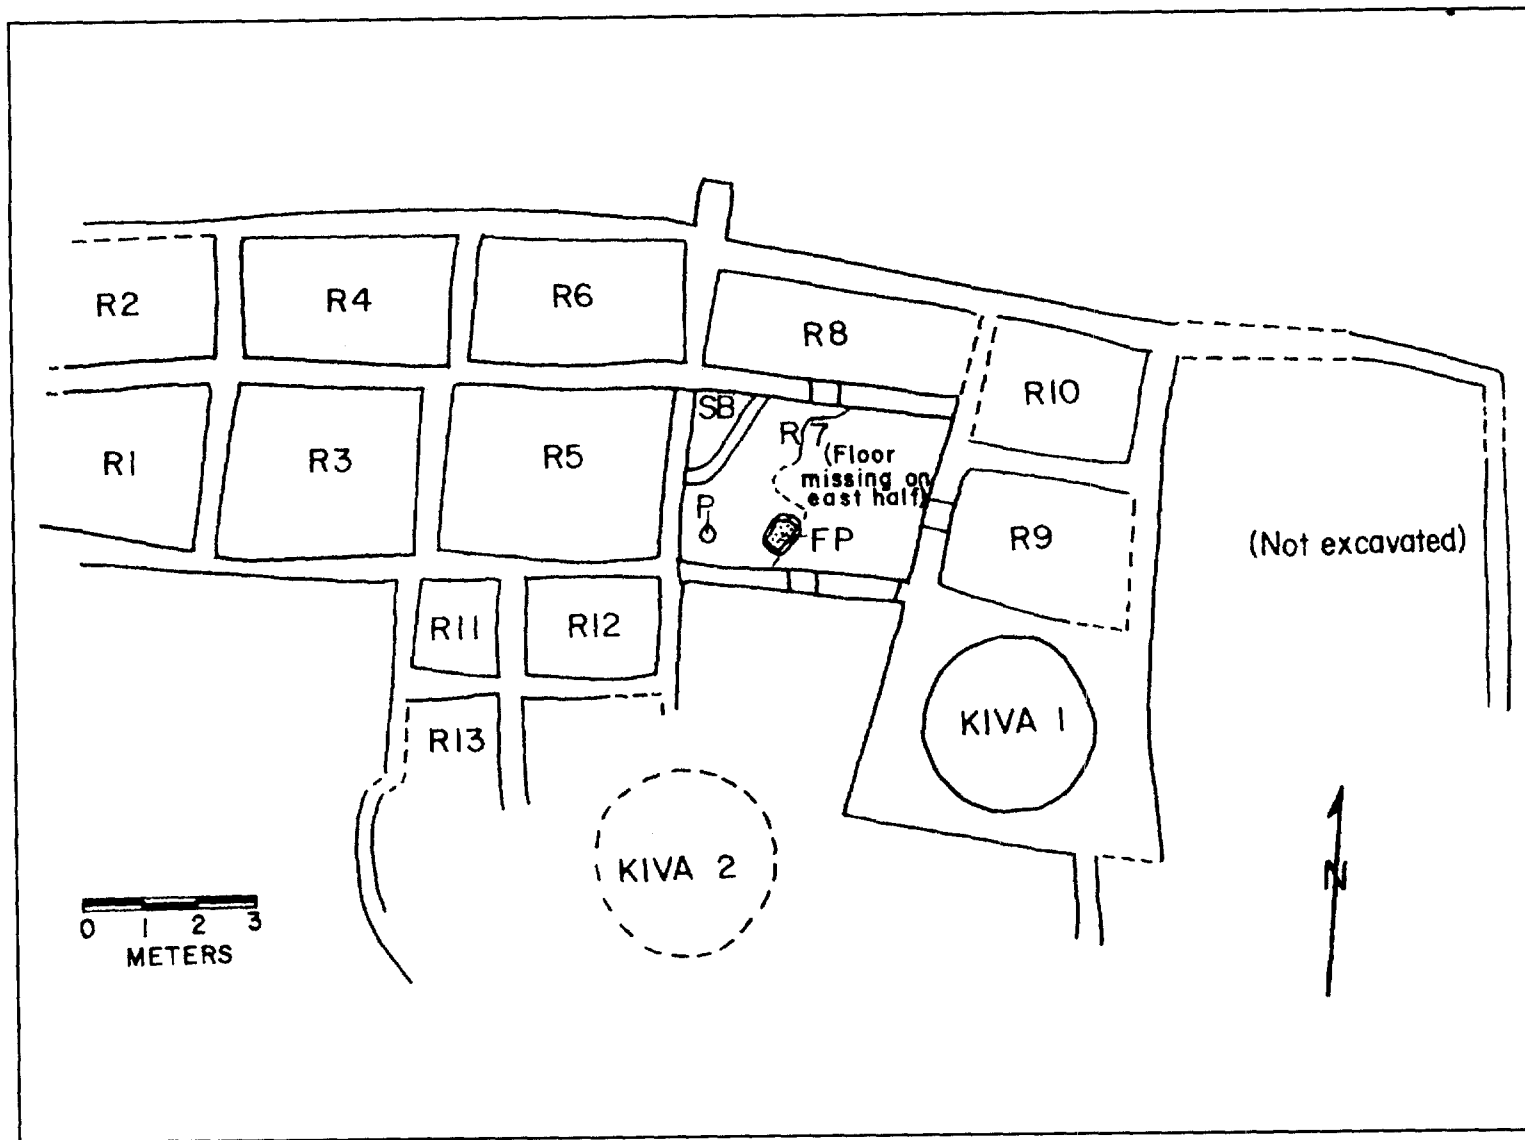 R2
R4
R6
R8
R10
R1
R3
R5
SB
R7
(Floor
missing on
east half)
P
FP
R9
(Not excavated)
R11
R12
R13
KIVA 1
KIVA 2
N
0 1 2 3
METERS